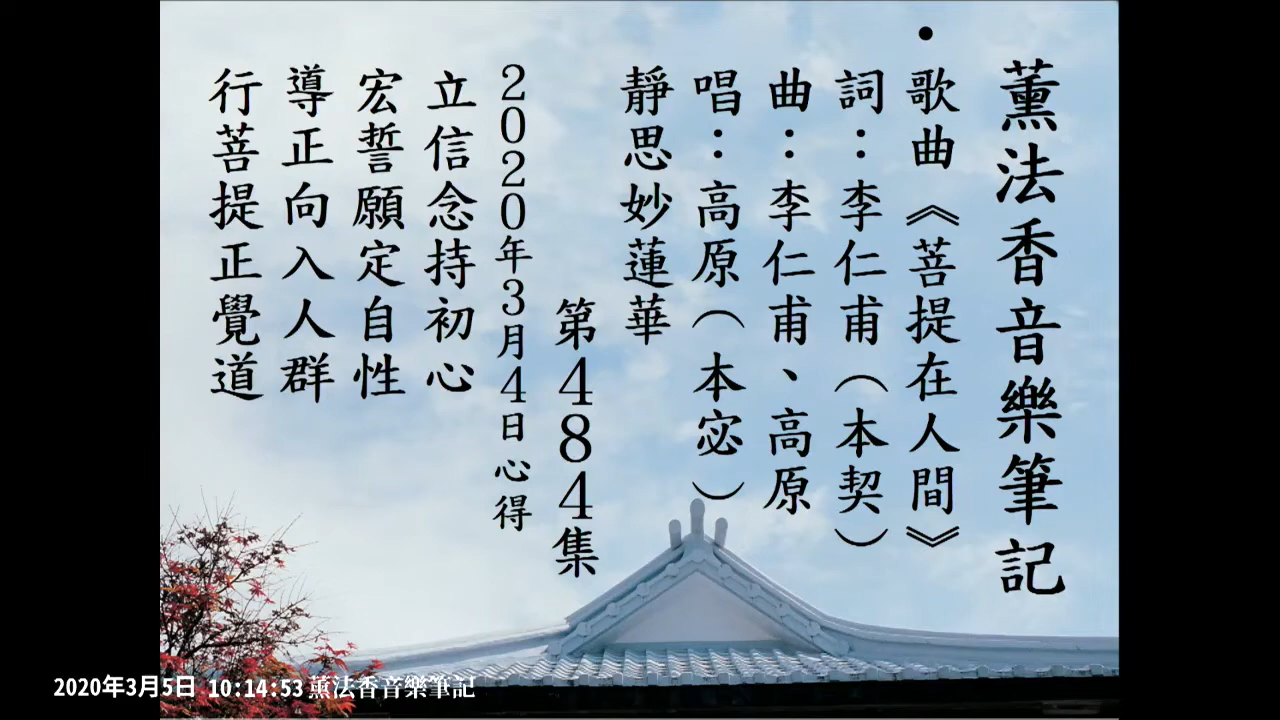 薰法香音樂筆記
•歌曲《菩提在人間》
詞：李仁甫（本契）
曲：李仁甫、高原
唱：高原（本宓）
靜思妙蓮華
第484集
2020年3月4日心得
立信念持初心
宏誓願定自性
導正向入人群
行菩提正覺道
2020年3月5日 10:14:53 薰法香音樂筆記